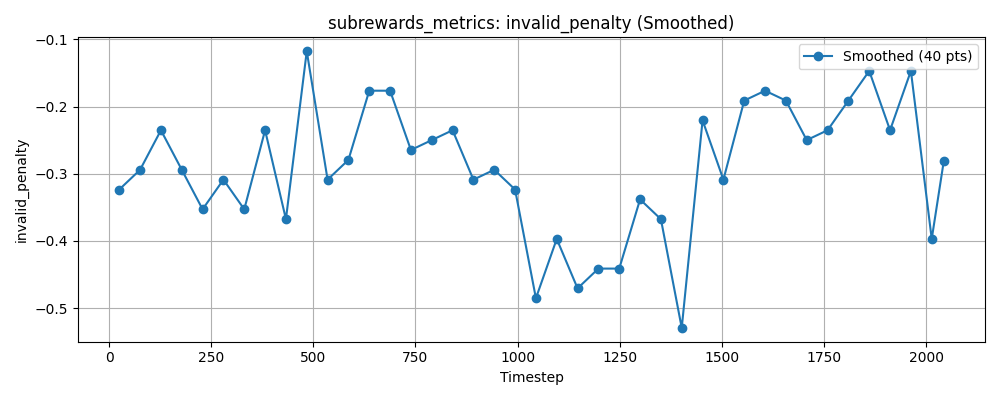 subrewards_metrics: invalid_penalty (Smoothed)
Smoothed (40 pts)
invalid_penalty
−0.1
−0.2
−0.3
−0.4
−0.5
0 250 500 750 1000 1250 1500 1750 2000
Timestep